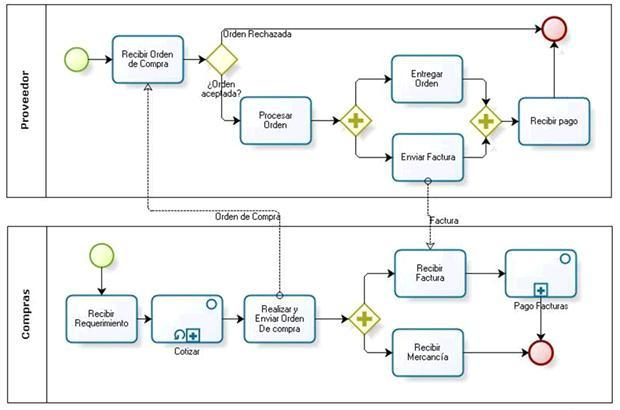 Proveedor
Orden Rechazada
Recibir Orden
de Compra
¿Orden
aceptada?
Procesar
Orden
Entregar
Orden
Enviar Factura
Recibir pago
Orden de Compra
Factura
Compras
Recibir
Requerimiento
Cotizar
Realizar y
Enviar Orden
De compra
Recibir
Factura
Pago Facturas
Recibir
Mercancía